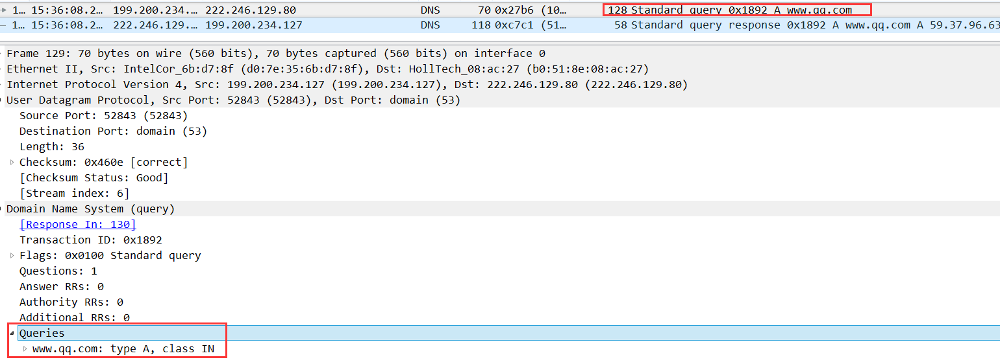 1… 15:36:08.2… 199.200.234.… 222.246.129.80 DNS 70 0x27b6 (10… 128 Standard query 0x1892 A www.qq.com
1… 15:36:08.2… 222.246.129.… 199.200.234.127 DNS 118 0xc7c1 (51… 58 Standard query response 0x1892 A www.qq.com A 59.37.96.63
Frame 129: 70 bytes on wire (560 bits), 70 bytes captured (560 bits) on interface 0
Ethernet II, Src: IntelCor_6b:d7:8f (d0:7e:35:6b:d7:8f), Dst: HollTech_08:ac:27 (b0:51:8e:08:ac:27)
Internet Protocol Version 4, Src: 199.200.234.127 (199.200.234.127), Dst: 222.246.129.80 (222.246.129.80)
User Datagram Protocol, Src Port: 52843 (52843), Dst Port: domain (53)
Source Port: 52843 (52843)
Destination Port: domain (53)
Length: 36
Checksum: 0x460e [correct]
[Checksum Status: Good]
[Stream index: 6]
Domain Name System (query)
[Response In: 130]
Transaction ID: 0x1892
Flags: 0x0100 Standard query
Questions: 1
Answer RRs: 0
Authority RRs: 0
Additional RRs: 0
Queries
www.qq.com: type A, class IN